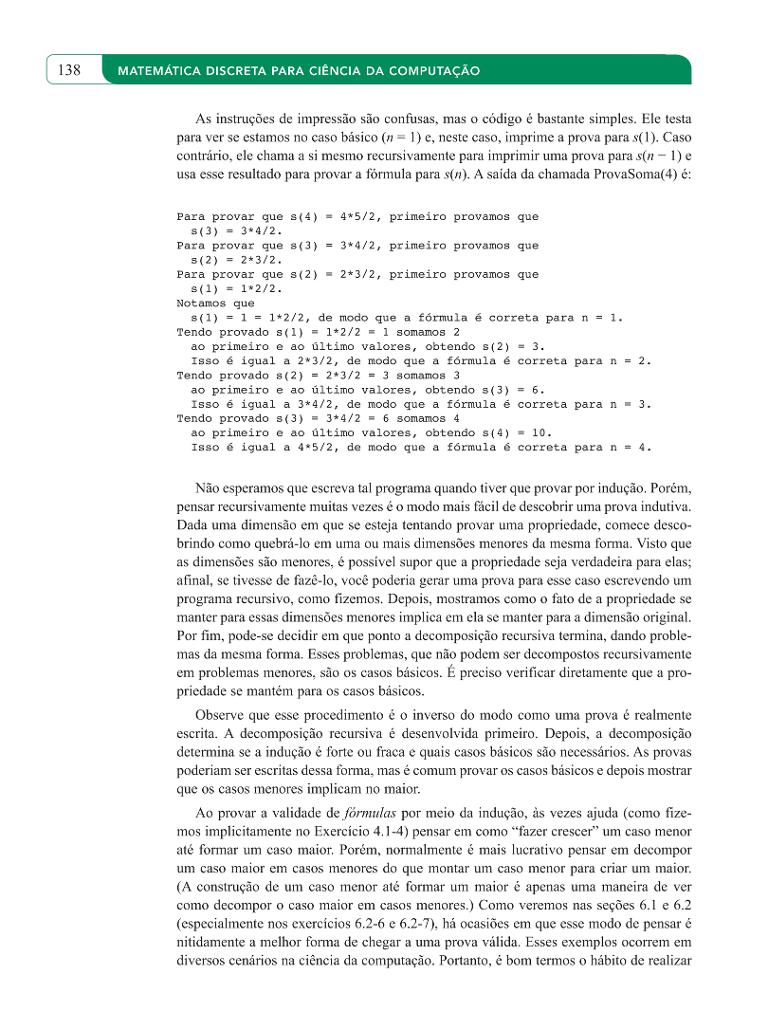 138 MATEMÁTICA DISCRETA PARA CIÊNCIA DA COMPUTAÇÃO
As instruções de impressão são confusas, mas o código é bastante simples. Ele testa
para ver se estamos no caso básico (n = 1) e, neste caso, imprime a prova para s(1). Caso
contrário, ele chama a si mesmo recursivamente para imprimir uma prova para s(n − 1) e
usa esse resultado para provar a fórmula para s(n). A saída da chamada ProvaSoma(4) é:
Para provar que s(4) = 4*5/2, primeiro provamos que
s(3) = 3*4/2.
Para provar que s(3) = 3*4/2, primeiro provamos que
s(2) = 2*3/2.
Para provar que s(2) = 2*3/2, primeiro provamos que
s(1) = 1*2/2.
Notamos que
s(1) = 1 = 1*2/2, de modo que a fórmula é correta para n = 1.
Tendo provado s(1) = 1*2/2 = 1 somamos 2
ao primeiro e ao último valores, obtendo s(2) = 3.
Isso é igual a 2*3/2, de modo que a fórmula é correta para n = 2.
Tendo provado s(2) = 2*3/2 = 3 somamos 3
ao primeiro e ao último valores, obtendo s(3) = 6.
Isso é igual a 3*4/2, de modo que a fórmula é correta para n = 3.
Tendo provado s(3) = 3*4/2 = 6 somamos 4
ao primeiro e ao último valores, obtendo s(4) = 10.
Isso é igual a 4*5/2, de modo que a fórmula é correta para n = 4.
Não esperamos que escreva tal programa quando tiver que provar por indução. Porém,
pensar recursivamente muitas vezes é o modo mais fácil de descobrir uma prova indutiva.
Dada uma dimensão em que se esteja tentando provar uma propriedade, comece desco-
brindo como quebrá-lo em uma ou mais dimensões menores da mesma forma. Visto que
as dimensões são menores, é possível supor que a propriedade seja verdadeira para elas;
afinal, se tivesse de fazê-lo, você poderia gerar uma prova para esse caso escrevendo um
programa recursivo, como fizemos. Depois, mostramos como o fato de a propriedade se
manter para essas dimensões menores implica em ela se manter para a dimensão original.
Por fim, pode-se decidir em que ponto a decomposição recursiva termina, dando proble-
mas da mesma forma. Esses problemas, que não podem ser decompostos recursivamente
em problemas menores, são os casos básicos. É preciso verificar diretamente que a pro-
priedade se mantém para os casos básicos.
Observe que esse procedimento é o inverso do modo como uma prova é realmente
escrita. A decomposição recursiva é desenvolvida primeiro. Depois, a decomposição
determina se a indução é forte ou fraca e quais casos básicos são necessários. As provas
poderiam ser escritas dessa forma, mas é comum provar os casos básicos e depois mostrar
que os casos menores implicam no maior.
Ao provar a validade de fórmulas por meio da indução, às vezes ajuda (como fize-
mos implicitamente no Exercício 4.1-4) pensar em como “fazer crescer” um caso menor
até formar um caso maior. Porém, normalmente é mais lucrativo pensar em decompor
um caso maior em casos menores do que montar um caso menor para criar um maior.
(A construção de um caso menor até formar um maior é apenas uma maneira de ver
como decompor o caso maior em casos menores.) Como veremos nas seções 6.1 e 6.2
(especialmente nos exercícios 6.2-6 e 6.2-7), há ocasiões em que esse modo de pensar é
nitidamente a melhor forma de chegar a uma prova válida. Esses exemplos ocorrem em
diversos cenários na ciência da computação. Portanto, é bom termos o hábito de realizar